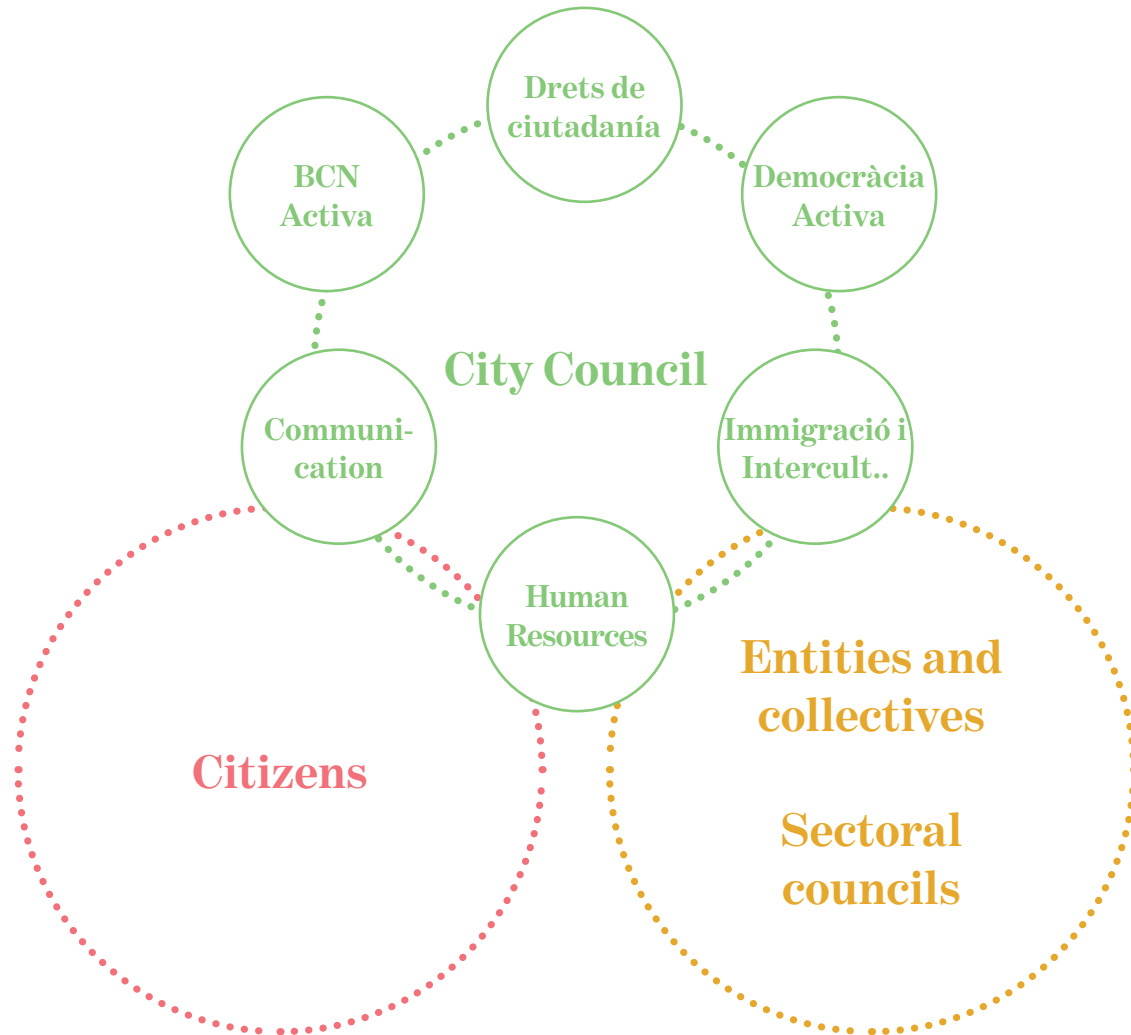 Drets de
ciutadanía
BCN
Activa
Democràcia
Activa
City Council
Communi-
cation
Immigració i
Intercult..
Human
Resources
Citizens
Entities and
collectives
Sectoral
councils